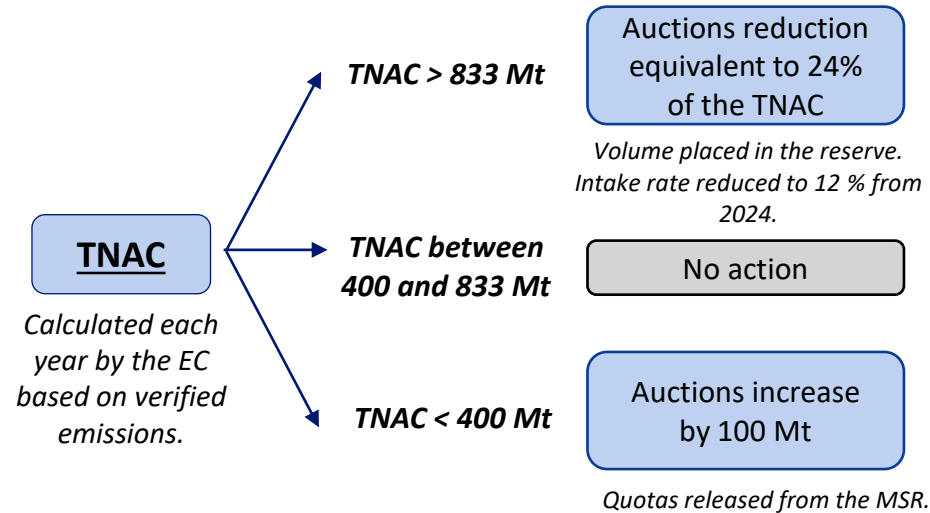 TNAC
Calculated each
year by the EC
based on verified
emissions.
TNAC > 833 Mt
Auctions reduction
equivalent to 24%
of the TNAC
Volume placed in the reserve.
Intake rate reduced to 12 % from
2024.
TNAC between
400 and 833 Mt
No action
TNAC < 400 Mt
Auctions increase
by 100 Mt
Quotas released from the MSR.